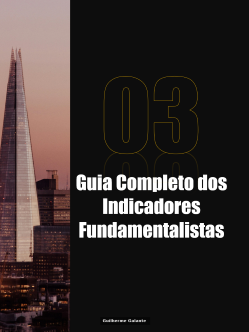 03
Guia Completo dos
Indicadores
Fundamentalistas
Guilherme Galante